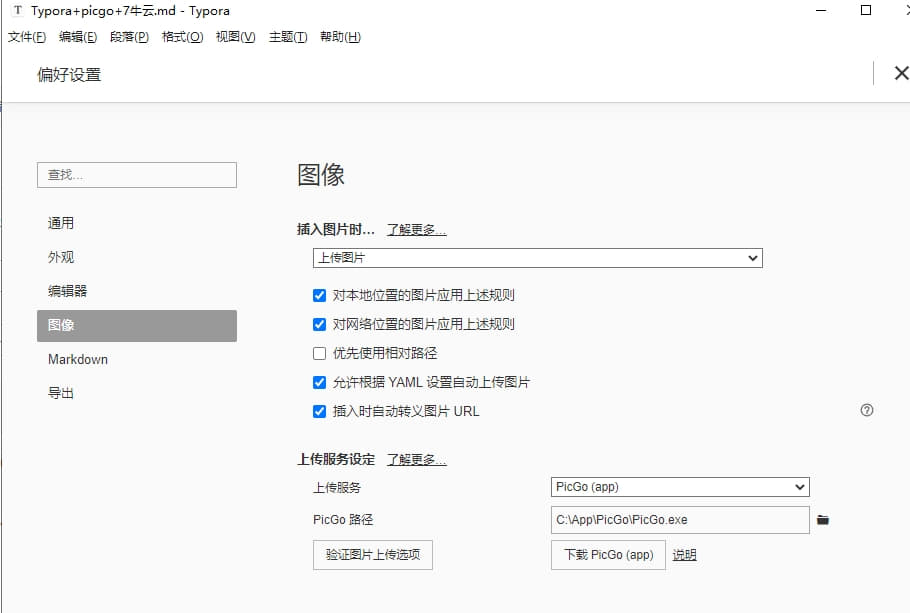 T Typora+picgo+7牛云.md - Typora
文件(F) 编辑(E) 段落(P) 格式(O) 视图(V) 主题(T) 帮助(H)
偏好设置
查找...
图像
通用
外观
编辑器
图像
Markdown
导出
插入图片时... 了解更多...
上传图片
对本地位置的图片应用上述规则
对网络位置的图片应用上述规则
优先使用相对路径
允许根据 YAML 设置自动上传图片
插入时自动转义图片 URL
上传服务设定 了解更多...
上传服务 PicGo (app)
PicGo 路径 C:\App\PicGo\PicGo.exe
验证图片上传选项 下载 PicGo (app) 说明